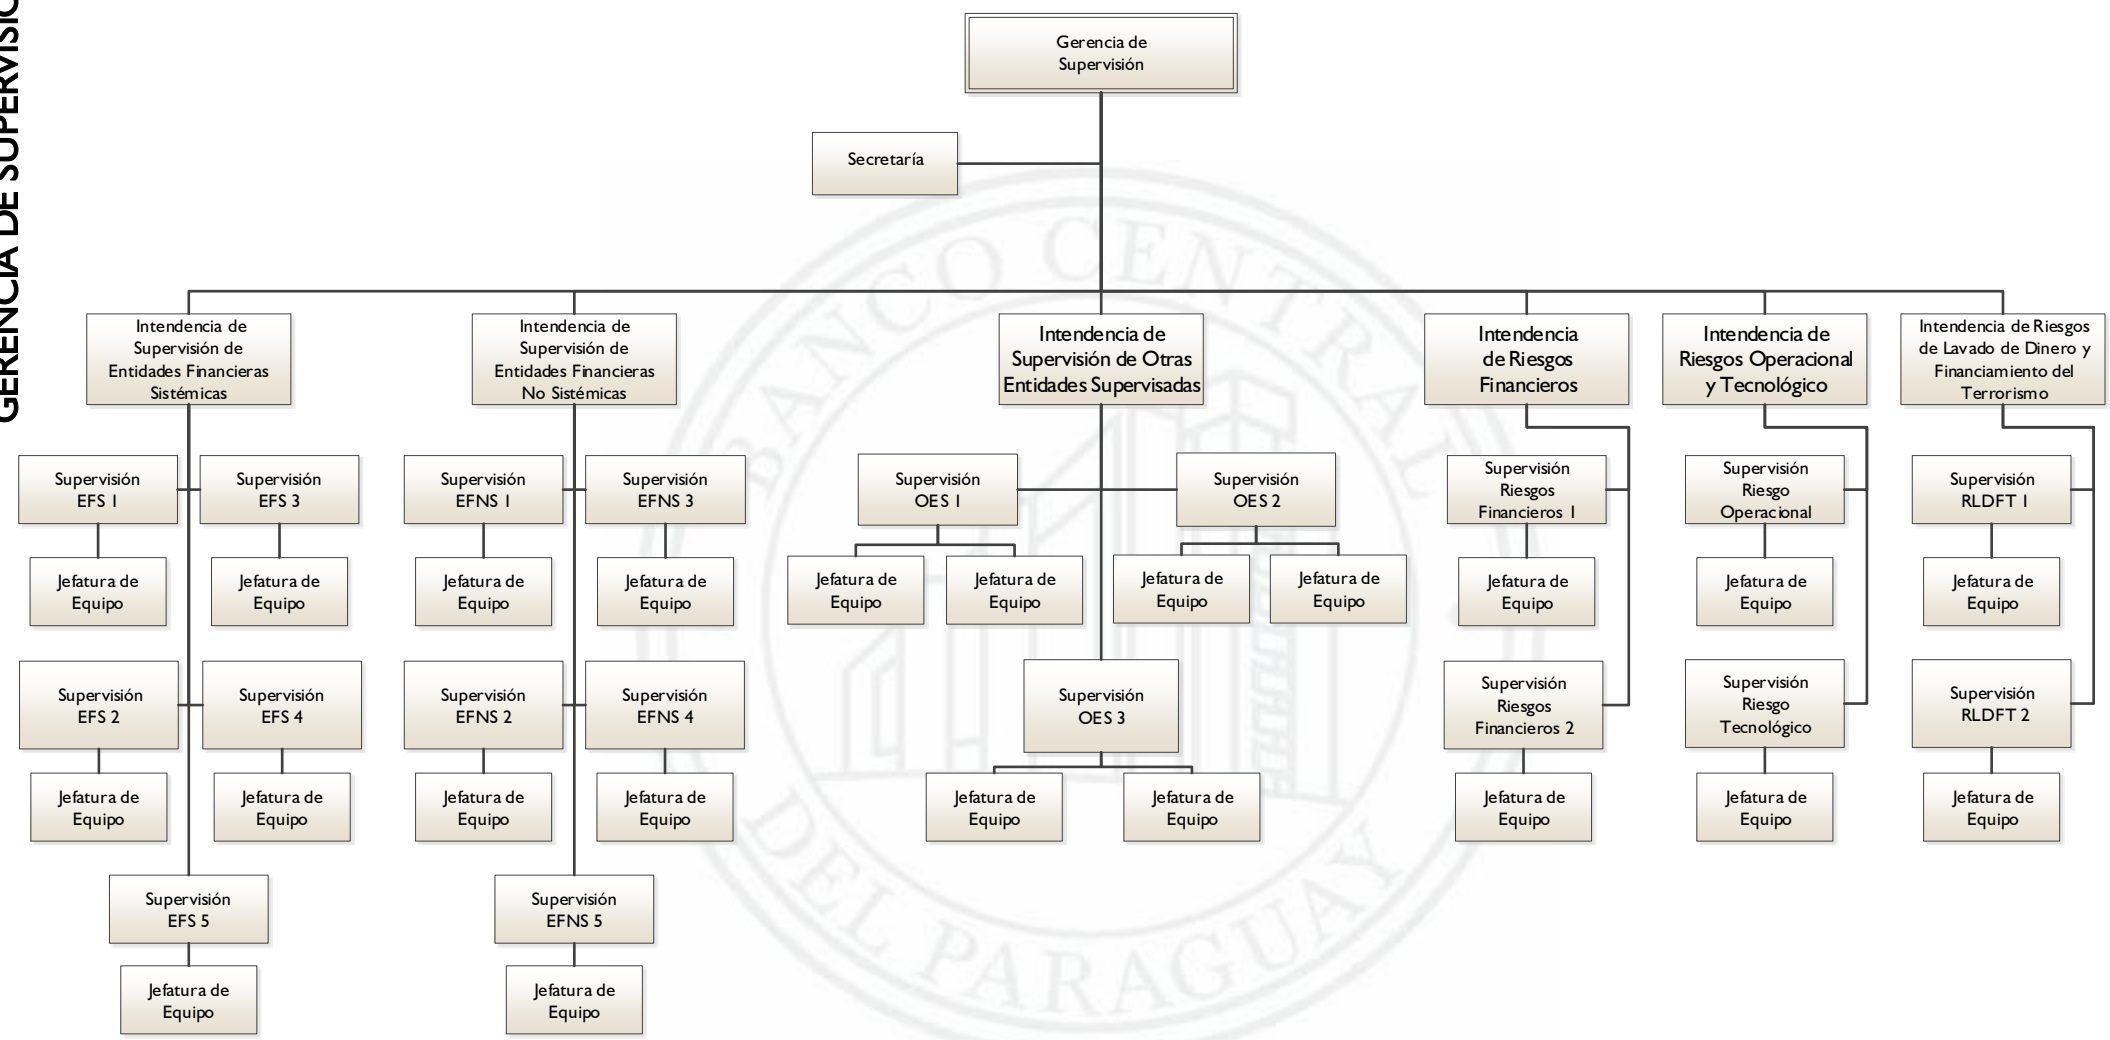 GERENCIA DE SUPERVISIÓ
Gerencia de
Supervisión
Secretaría
Intendencia de
Supervisión de
Entidades Financieras
Sistémicas
Intendencia de
Supervisión de
Entidades Financieras
No Sistémicas
Intendencia de
Supervisión de Otras
Entidades Supervisadas
Intendencia
de Riesgos
Financieros
Intendencia de
Riesgos Operacional
y Tecnológico
Intendencia de Riesgos
de Lavado de Dinero y
Financiamiento del
Terrorismo
Supervisión
EFS 1
Supervisión
EFS 3
Supervisión
EFNS 1
Supervisión
EFNS 3
Supervisión
OES 1
Supervisión
OES 2
Supervisión
Riesgos
Financieros 1
Supervisión
Riesgo
Operacional
Supervisión
RLDFT 1
Jefatura de
Equipo
Jefatura de
Equipo
Jefatura de
Equipo
Jefatura de
Equipo
Jefatura de
Equipo
Jefatura de
Equipo
Jefatura de
Equipo
Jefatura de
Equipo
Jefatura de
Equipo
Jefatura de
Equipo
Jefatura de
Equipo
Supervisión
EFS 2
Supervisión
EFS 4
Supervisión
EFNS 2
Supervisión
EFNS 4
Supervisión
OES 3
Supervisión
Riesgos
Financieros 2
Supervisión
Riesgo
Tecnológico
Supervisión
RLDFT 2
Jefatura de
Equipo
Jefatura de
Equipo
Jefatura de
Equipo
Jefatura de
Equipo
Jefatura de
Equipo
Jefatura de
Equipo
Jefatura de
Equipo
Jefatura de
Equipo
Jefatura de
Equipo
Supervisión
EFS 5
Supervisión
EFNS 5
Jefatura de
Equipo
Jefatura de
Equipo
BANCO CENTRAL
DEL PARAGUAY